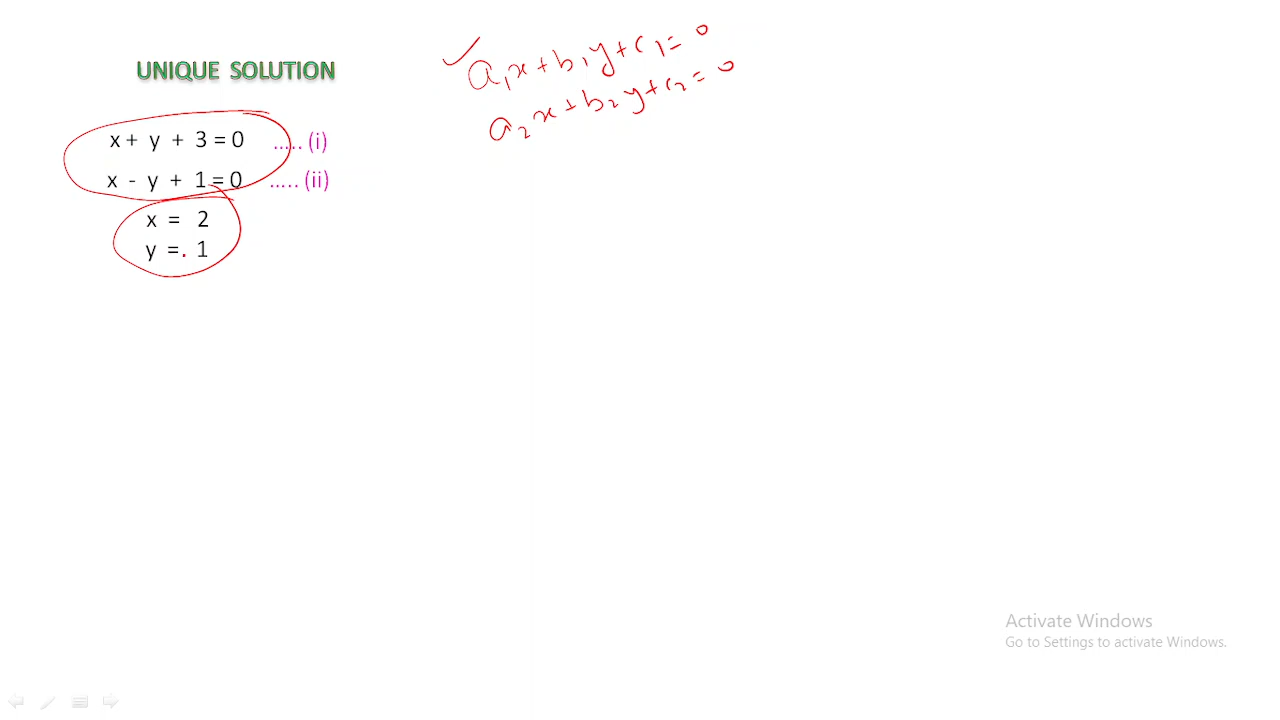 UNIQUE SOLUTION
x + y + 3 = 0 ..... (i)
x - y + 1 = 0 ..... (ii)
x = 2
y =. 1
✓ a₁x + b₁y + c₁ = 0
a₂x + b₂y + c₂ = 0
Activate Windows
Go to Settings to activate Windows.